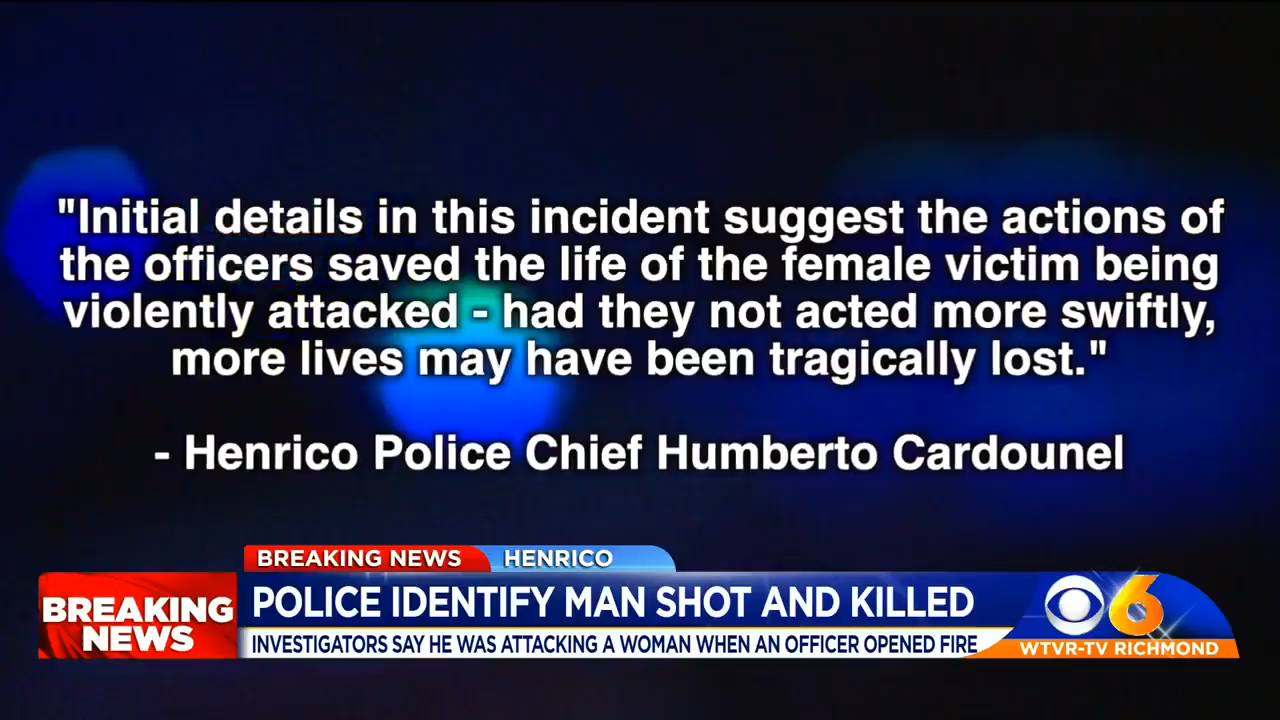 "Initial details in this incident suggest the actions of
the officers saved the life of the female victim being
violently attacked - had they not acted more swiftly,
more lives may have been tragically lost."
- Henrico Police Chief Humberto Cardounel
BREAKING NEWS HENRICO
BREAKING
NEWS
POLICE IDENTIFY MAN SHOT AND KILLED
INVESTIGATORS SAY HE WAS ATTACKING A WOMAN WHEN AN OFFICER OPENED FIRE
6
WTVR-TV RICHMOND